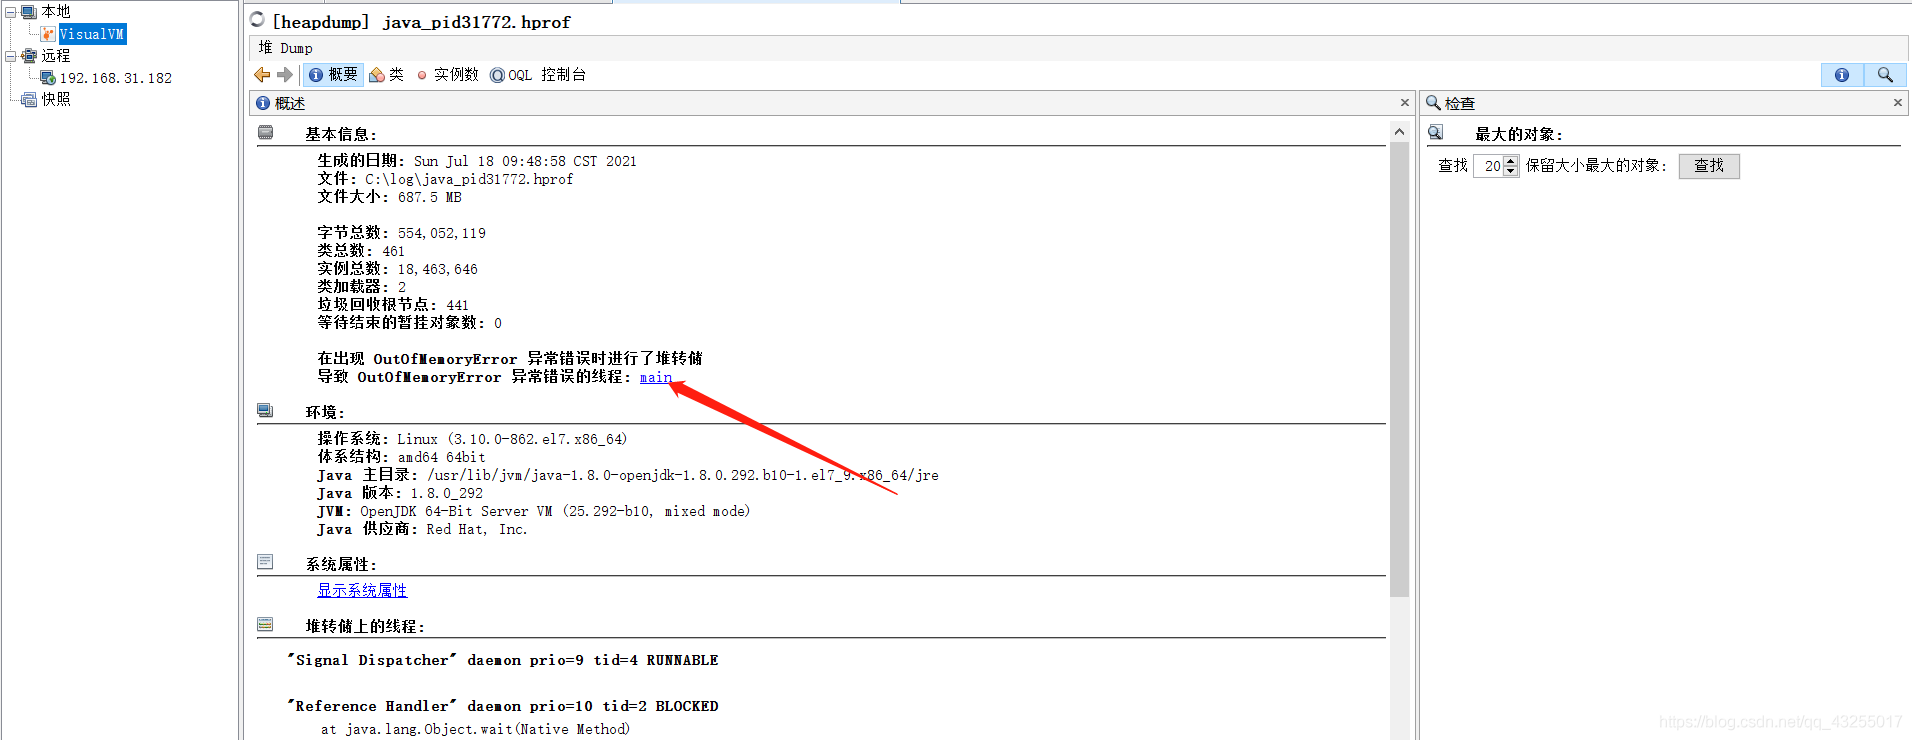 本地
VisualVM
远程
192.168.31.182
快照
[heapdump] java_pid31772.hprof
堆 Dump
概要 类 实例数 OQL 控制台
概述
基本信息:
生成的日期: Sun Jul 18 09:48:58 CST 2021
文件: C:\log\java_pid31772.hprof
文件大小: 687.5 MB
字节总数: 554,052,119
类总数: 461
实例总数: 18,463,646
类加载器: 2
垃圾回收根节点: 441
等待结束的暂挂对象数: 0
在出现 OutOfMemoryError 异常错误时进行了堆转储
导致 OutOfMemoryError 异常错误的线程: main
环境:
操作系统: Linux (3.10.0-862.el7.x86_64)
体系结构: amd64 64bit
Java 主目录: /usr/lib/jvm/java-1.8.0-openjdk-1.8.0.292.b10-1.el7_9.x86_64/jre
Java 版本: 1.8.0_292
JVM: OpenJDK 64-Bit Server VM (25.292-b10, mixed mode)
Java 供应商: Red Hat, Inc.
系统属性:
显示系统属性
堆转储上的线程:
"Signal Dispatcher" daemon prio=9 tid=4 RUNNABLE
"Reference Handler" daemon prio=10 tid=2 BLOCKED
at java.lang.Object.wait(Native Method)
检查
最大的对象:
查找 20 保留大小最大的对象: 查找
https://blog.csdn.net/qq_43255017